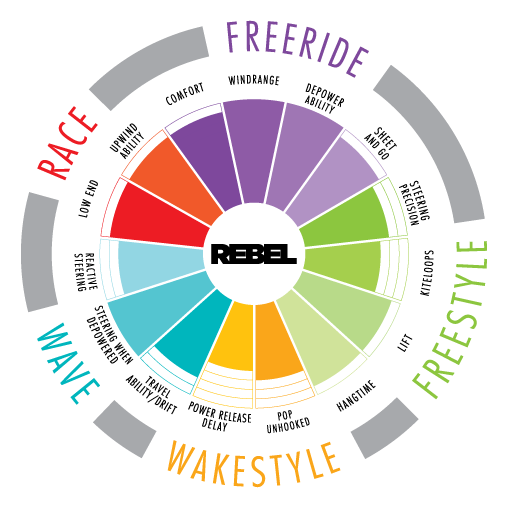 FREERIDE
WINDRANGE
DEPOWER
ABILITY
SHEET
AND GO
STEERING
PRECISION
KITELOOPS
LIFT
HANGTIME
FREESTYLE
POP
UNHOOKED
POWER RELEASE
DELAY
WAKESTYLE
TRAVEL
ABILITY/DRIFT
STEERING WHEN
DEPOWERED
REACTIVE
STEERING
WAVE
LOW END
UPWIND
ABILITY
RACE
COMFORT
REBEL